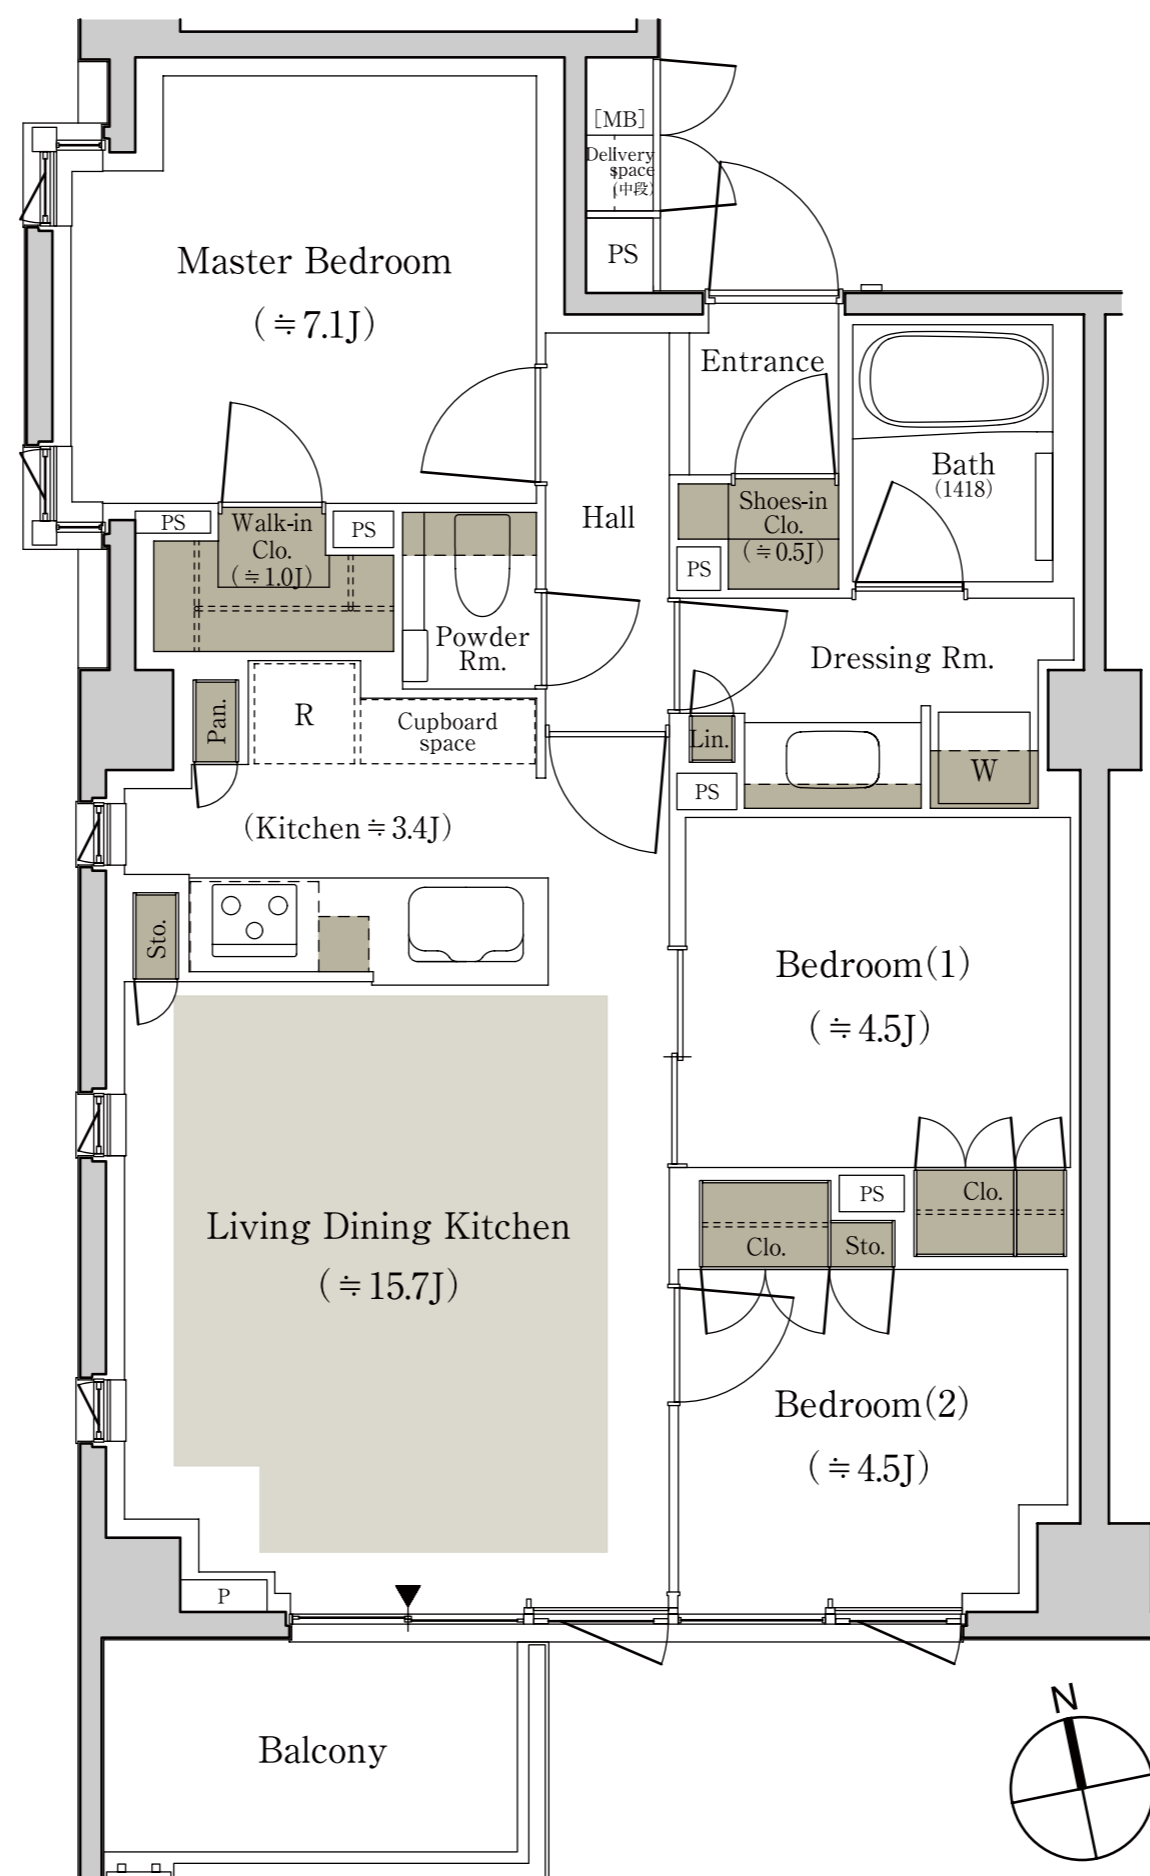 [MB]
Delivery
space
(中段)
PS
Master Bedroom
(≒7.1J)
Entrance
Bath
(1418)
Hall
Shoes-in
Clo.
(≒0.5J)
PS
PS
Walk-in
Clo.
(≒1.0J)
PS
Powder
Rm.
Dressing Rm.
Pan.
R
Cupboard
space
Lin.
PS
W
(Kitchen≒3.4J)
Sto.
Bedroom(1)
(≒4.5J)
Living Dining Kitchen
(≒15.7J)
PS
Clo.
Clo.
Sto.
Bedroom(2)
(≒4.5J)
P
Balcony
N